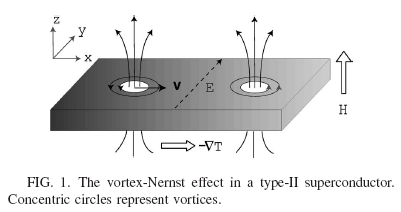 z
y
x
V
E
H
-∇T
FIG. 1. The vortex-Nernst effect in a type-II superconductor.
Concentric circles represent vortices.